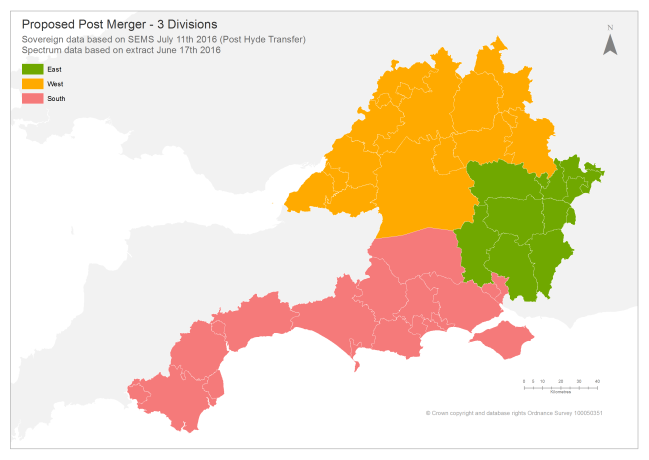 Proposed Post Merger - 3 Divisions
Sovereign data based on SEMS July 11th 2016 (Post Hyde Transfer)
Spectrum data based on extract June 17th 2016
N
East
West
South
0 5 10 20 30 40
Kilometres
© Crown copyright and database rights Ordnance Survey 100050351